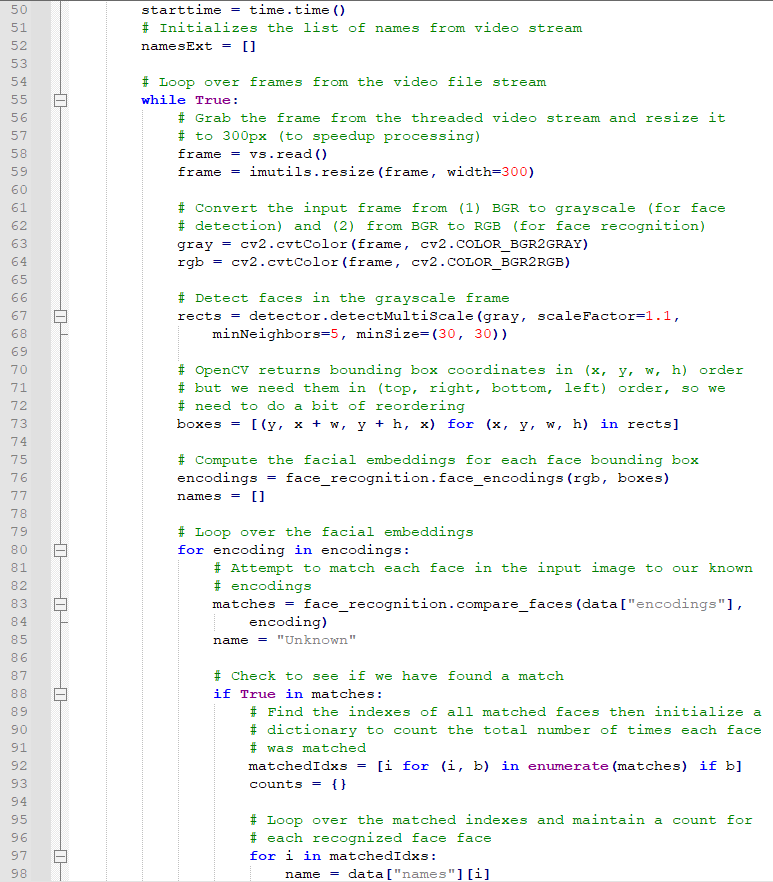 50 starttime = time.time()
51 # Initializes the list of names from video stream
52 namesExt = []
53
54 # Loop over frames from the video file stream
55 while True:
56 # Grab the frame from the threaded video stream and resize it
57 # to 300px (to speedup processing)
58 frame = vs.read()
59 frame = imutils.resize(frame, width=300)
60
61 # Convert the input frame from (1) BGR to grayscale (for face
62 # detection) and (2) from BGR to RGB (for face recognition)
63 gray = cv2.cvtColor(frame, cv2.COLOR_BGR2GRAY)
64 rgb = cv2.cvtColor(frame, cv2.COLOR_BGR2RGB)
65
66 # Detect faces in the grayscale frame
67 rects = detector.detectMultiScale(gray, scaleFactor=1.1,
68 minNeighbors=5, minSize=(30, 30))
69
70 # OpenCV returns bounding box coordinates in (x, y, w, h) order
71 # but we need them in (top, right, bottom, left) order, so we
72 # need to do a bit of reordering
73 boxes = [(y, x + w, y + h, x) for (x, y, w, h) in rects]
74
75 # Compute the facial embeddings for each face bounding box
76 encodings = face_recognition.face_encodings(rgb, boxes)
77 names = []
78
79 # Loop over the facial embeddings
80 for encoding in encodings:
81 # Attempt to match each face in the input image to our known
82 # encodings
83 matches = face_recognition.compare_faces(data["encodings"],
84 encoding)
85 name = "Unknown"
86
87 # Check to see if we have found a match
88 if True in matches:
89 # Find the indexes of all matched faces then initialize a
90 # dictionary to count the total number of times each face
91 # was matched
92 matchedIdxs = [i for (i, b) in enumerate(matches) if b]
93 counts = {}
94
95 # Loop over the matched indexes and maintain a count for
96 # each recognized face face
97 for i in matchedIdxs:
98 name = data["names"][i]